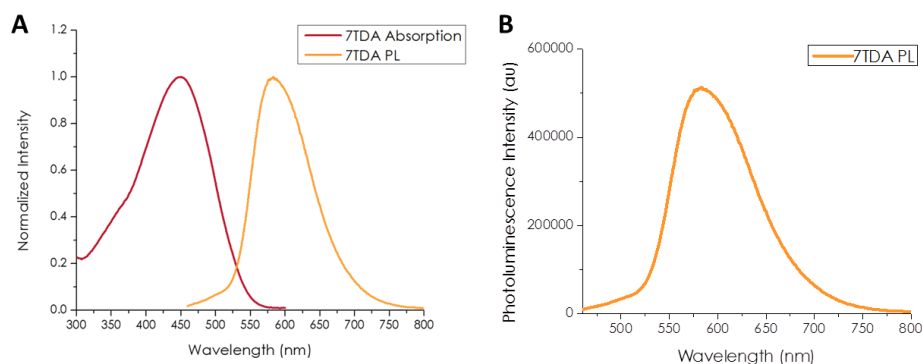 A
7TDA Absorption
7TDA PL
Normalized Intensity
1.2
1.0
0.8
0.6
0.4
0.2
0.0
300 350 400 450 500 550 600 650 700 750 800
Wavelength (nm)
B
7TDA PL
Photoluminescence Intensity (au)
600000
400000
200000
0
500 550 600 650 700 750 800
Wavelength (nm)